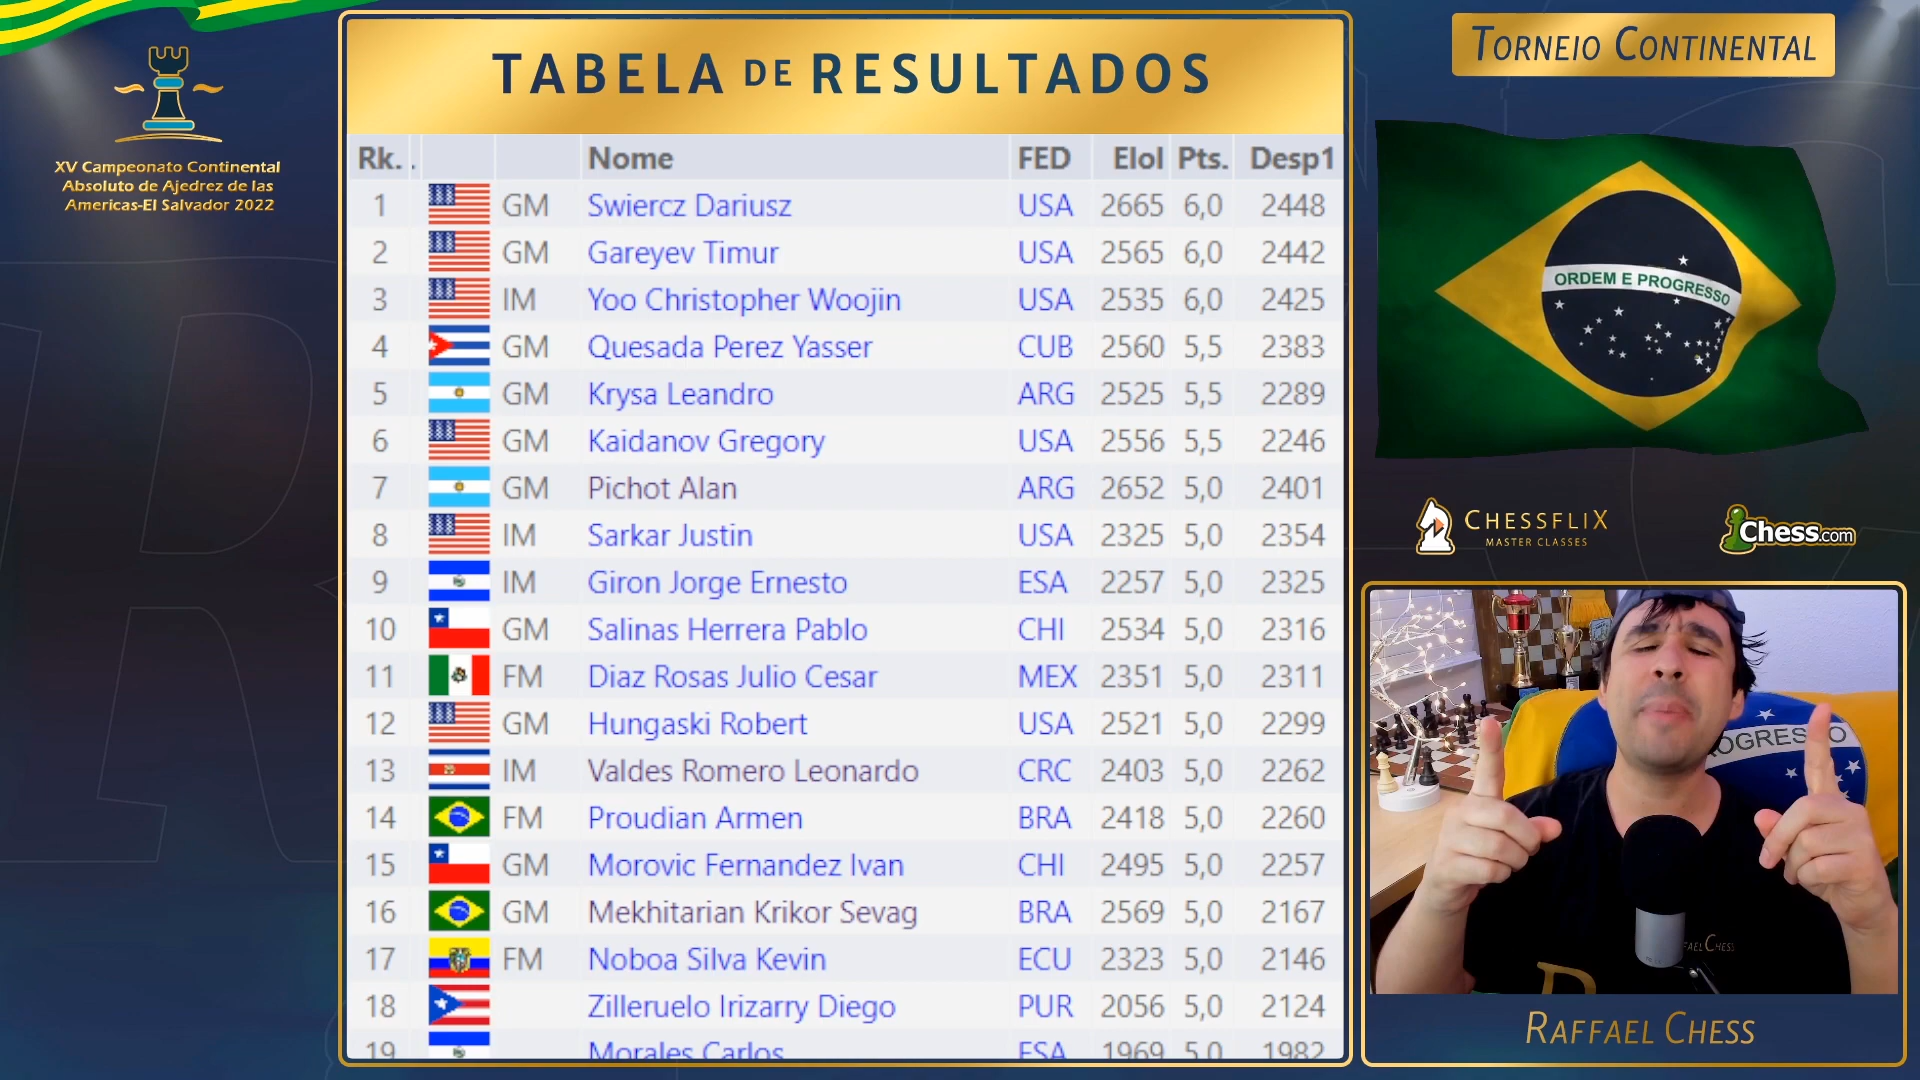 XV Campeonato Continental
Absoluto de Ajedrez de las
Americas-El Salvador 2022
TABELA DE RESULTADOS
Rk. . Nome FED EloI Pts. Desp1
1 GM Swiercz Dariusz USA 2665 6,0 2448
2 GM Gareyev Timur USA 2565 6,0 2442
3 IM Yoo Christopher Woojin USA 2535 6,0 2425
4 GM Quesada Perez Yasser CUB 2560 5,5 2383
5 GM Krysa Leandro ARG 2525 5,5 2289
6 GM Kaidanov Gregory USA 2556 5,5 2246
7 GM Pichot Alan ARG 2652 5,0 2401
8 IM Sarkar Justin USA 2325 5,0 2354
9 IM Giron Jorge Ernesto ESA 2257 5,0 2325
10 GM Salinas Herrera Pablo CHI 2534 5,0 2316
11 FM Diaz Rosas Julio Cesar MEX 2351 5,0 2311
12 GM Hungaski Robert USA 2521 5,0 2299
13 IM Valdes Romero Leonardo CRC 2403 5,0 2262
14 FM Proudian Armen BRA 2418 5,0 2260
15 GM Morovic Fernandez Ivan CHI 2495 5,0 2257
16 GM Mekhitarian Krikor Sevag BRA 2569 5,0 2167
17 FM Noboa Silva Kevin ECU 2323 5,0 2146
18 Zilleruelo Irizarry Diego PUR 2056 5,0 2124
19 Morales Carlos ESA 1969 5,0 1982
TORNEIO CONTINENTAL
ORDEM E PROGRESSO
CHESSFLIX
MASTER CLASSES
Chess.com
ROGRESSO
FAEL CHESS
RAFFAEL CHESS